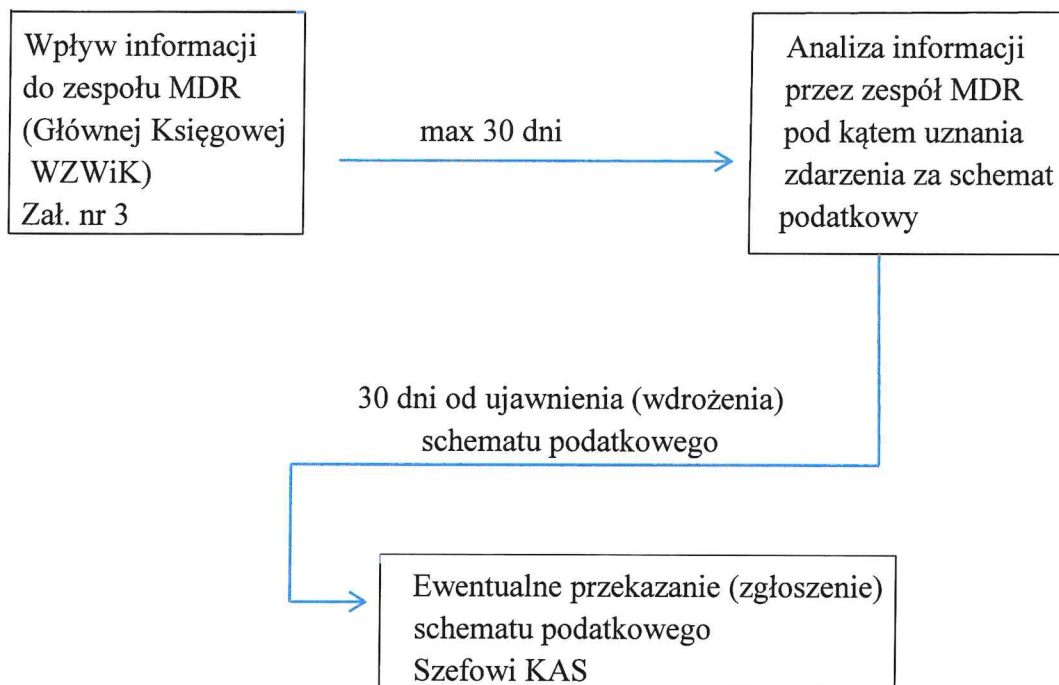 Wpływ informacji
do zespołu MDR
(Głównej Księgowej
WZWiK)
Zał. nr 3
max 30 dni
Analiza informacji
przez zespół MDR
pod kątem uznania
zdarzenia za schemat
podatkowy
30 dni od ujawnienia (wdrożenia)
schematu podatkowego
Ewentualne przekazanie (zgłoszenie)
schematu podatkowego
Szefowi KAS